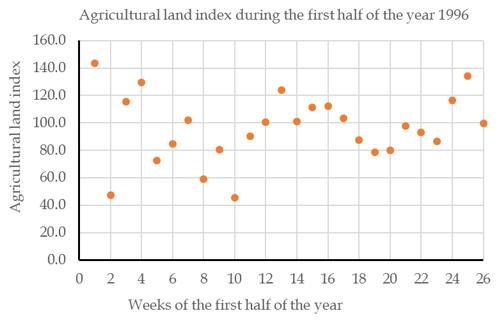 Agricultural land index during the first half of the year 1996
160.0
140.0
120.0
100.0
80.0
60.0
40.0
20.0
0.0
Agricultural land index
0 2 4 6 8 10 12 14 16 18 20 22 24 26
Weeks of the first half of the year